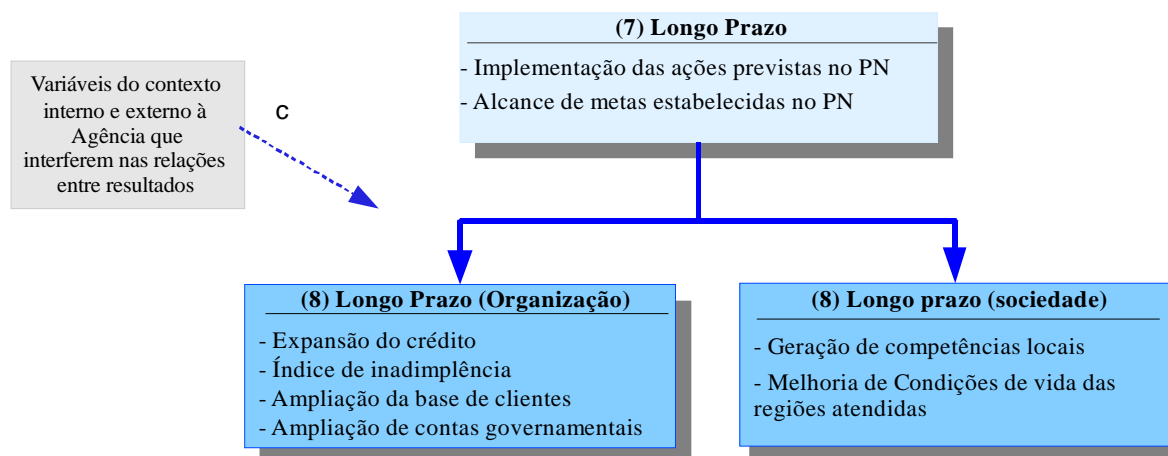 (7) Longo Prazo
- Implementação das ações previstas no PN
- Alcance de metas estabelecidas no PN
Variáveis do contexto
interno e externo à
Agência que
interferem nas relações
entre resultados
c
(8) Longo Prazo (Organização)
- Expansão do crédito
- Índice de inadimplência
- Ampliação da base de clientes
- Ampliação de contas governamentais
(8) Longo prazo (sociedade)
- Geração de competências locais
- Melhoria de Condições de vida das
regiões atendidas